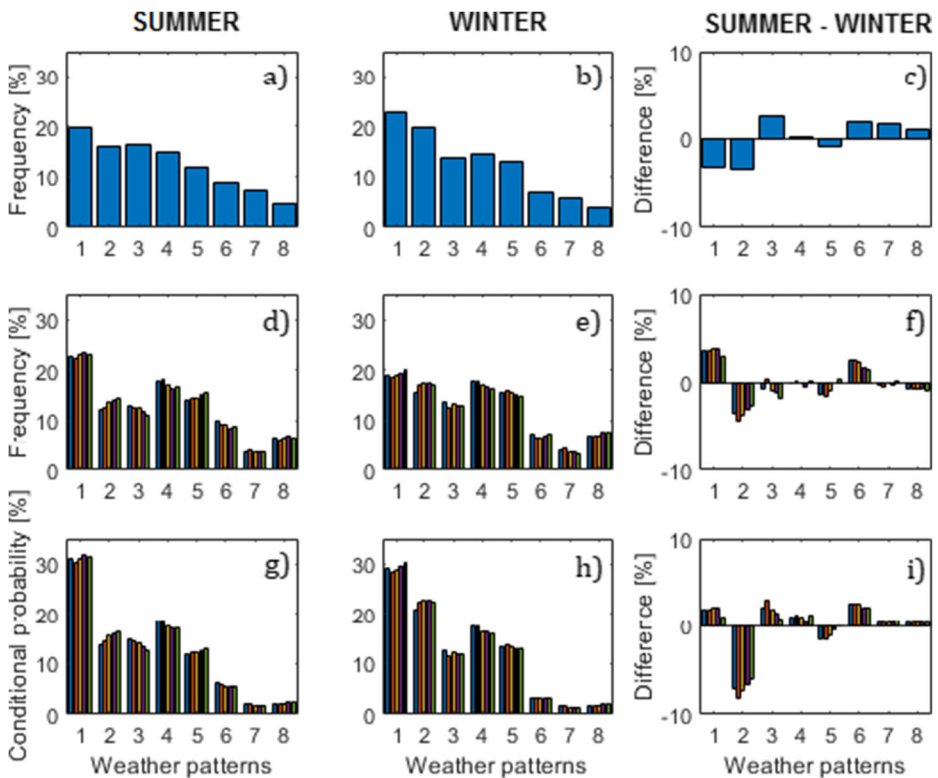 SUMMER WINTER SUMMER - WINTER
Frequency [%]
30
20
10
0
a)
1 2 3 4 5 6 7 8
30
20
10
0
b)
1 2 3 4 5 6 7 8
Difference [%]
10
0
-10
c)
1 2 3 4 5 6 7 8
Frequency [%]
30
20
10
0
d)
1 2 3 4 5 6 7 8
30
20
10
0
e)
1 2 3 4 5 6 7 8
Difference [%]
10
0
-10
f)
1 2 3 4 5 6 7 8
Conditional probability [%]
30
20
10
0
g)
1 2 3 4 5 6 7 8
Weather patterns
30
20
10
0
h)
1 2 3 4 5 6 7 8
Weather patterns
Difference [%]
10
0
-10
i)
1 2 3 4 5 6 7 8
Weather patterns